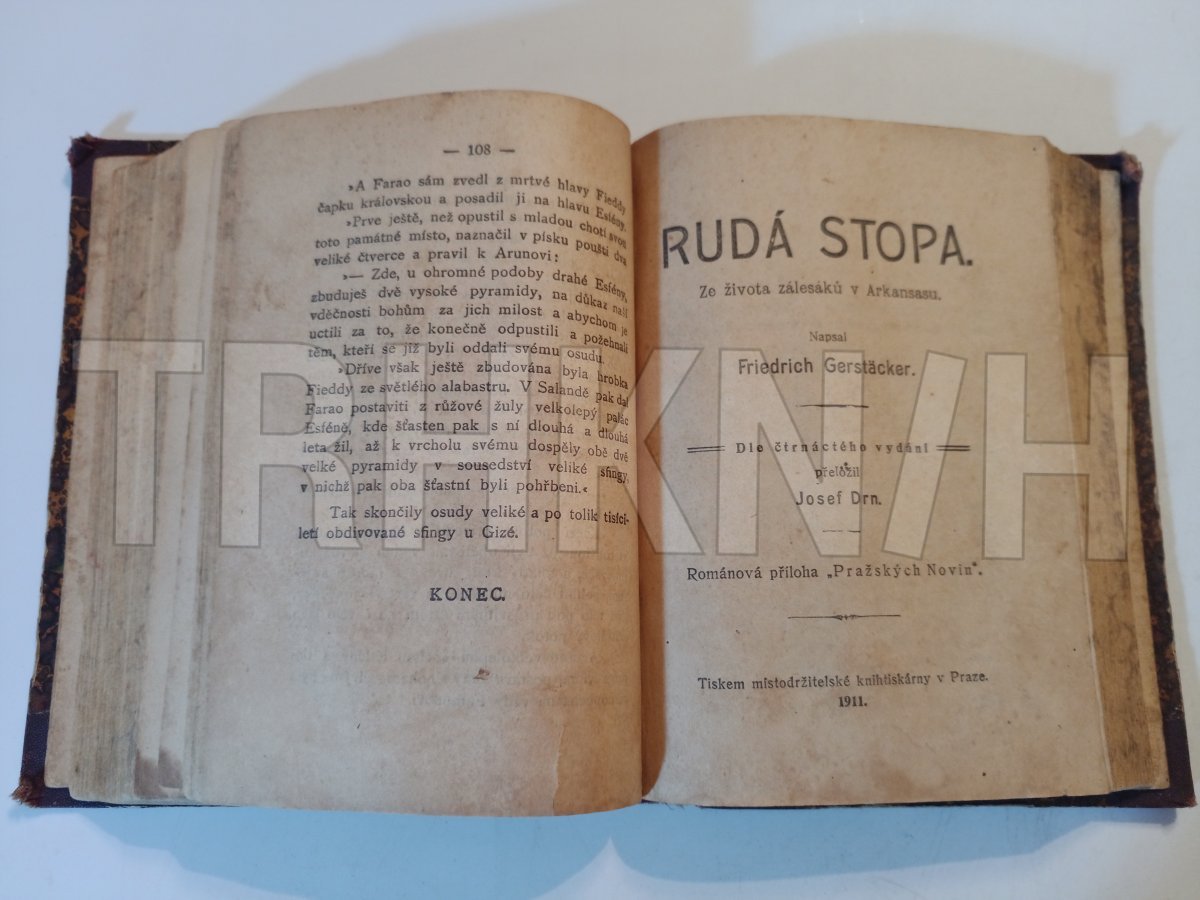 — 108 —
»A Farao sám zvedl z mrtvé hlavy Fieddy
čapku královskou a posadil ji na hlavu Esfény.
»Prve ještě, než opustil s mladou chotí svou
toto památné místo, naznačil v písku pouště dva
veliké čtverce a pravil k Arunovi:
»— Zde, u ohromné podoby drahé Esfény,
zbuduješ dvě vysoké pyramidy, na důkaz naší
vděčnosti bohům za jich milost a abychom je
uctili za to, že konečně odpustili a požehnali
těm, kteří se již byli oddali svému osudu.
»Dříve však ještě zbudována byla hrobka
Fieddy ze světlého alabastru. V Salandě pak dal
Farao postaviti z růžové žuly velkolepý palác
Esféně, kde šťasten pak s ní dlouhá a dlouhá
leta žil, až k vrcholu svému dospěly obě dvě
velké pyramidy v sousedství veliké sfingy,
v nichž pak oba šťastní byli pohřbeni.«
Tak skončily osudy veliké a po tolik tisíci-
letí obdivované sfingy u Gizé.
KONEC.
RUDÁ STOPA.
Ze života zálesáků v Arkansasu.
Napsal
Friedrich Gerstäcker.
Dle čtrnáctého vydání
přeložil
Josef Drn.
Románová příloha „Pražských Novin".
Tiskem místodržitelské knihtiskárny v Praze.
1911.
TRHKNIH